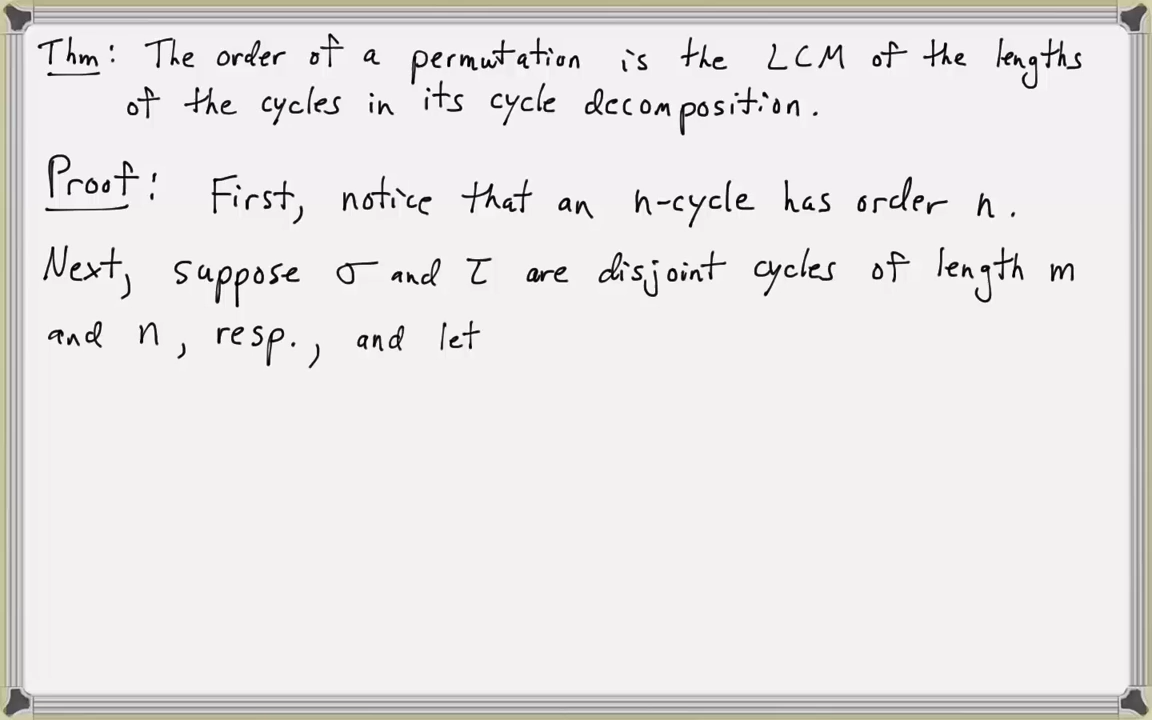 Thm: The order of a permutation is the LCM of the lengths
of the cycles in its cycle decomposition.
Proof: First, notice that an n-cycle has order n.
Next, suppose σ and τ are disjoint cycles of length m
and n, resp., and let